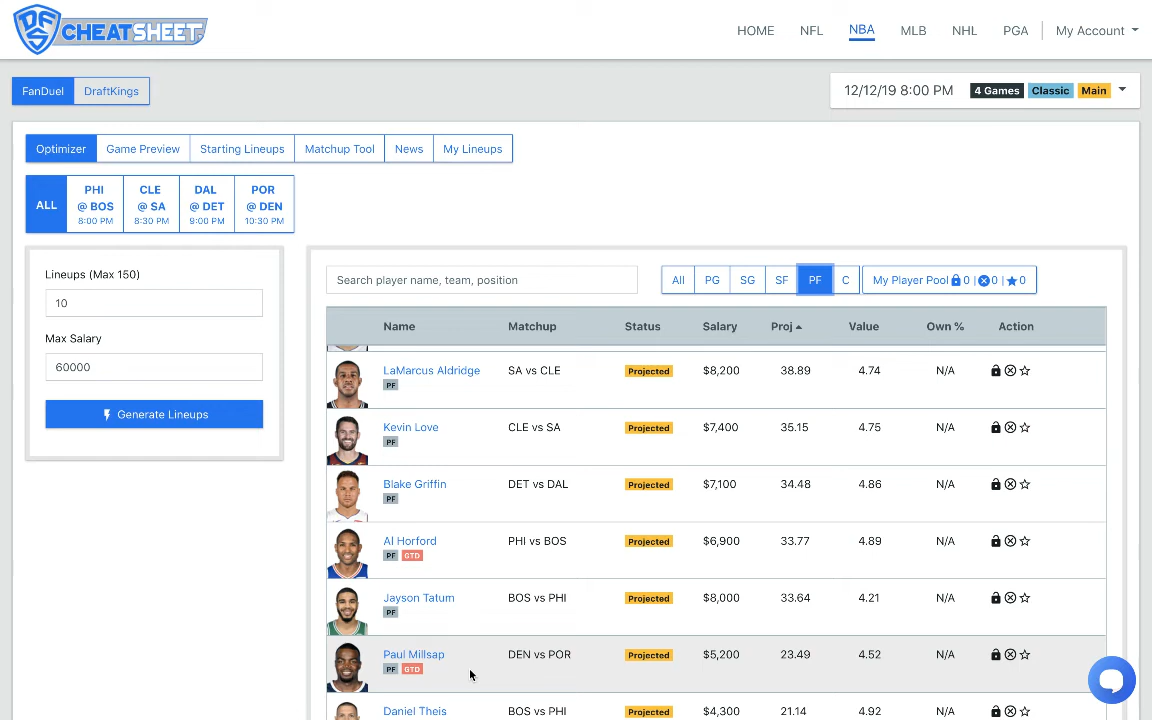 DFS CHEATSHEET
HOME NFL NBA MLB NHL PGA My Account
FanDuel DraftKings
12/12/19 8:00 PM 4 Games Classic Main
Optimizer Game Preview Starting Lineups Matchup Tool News My Lineups
ALL
PHI @ BOS 8:00 PM
CLE @ SA 8:30 PM
DAL @ DET 9:00 PM
POR @ DEN 10:30 PM
Lineups (Max 150)
10
Max Salary
60000
Generate Lineups
Search player name, team, position
All PG SG SF PF C My Player Pool 0 | 0 | 0
Name Matchup Status Salary Proj Value Own % Action
LaMarcus Aldridge SA vs CLE Projected $8,200 38.89 4.74 N/A
PF
Kevin Love CLE vs SA Projected $7,400 35.15 4.75 N/A
PF
Blake Griffin DET vs DAL Projected $7,100 34.48 4.86 N/A
PF
Al Horford PHI vs BOS Projected $6,900 33.77 4.89 N/A
PF GTD
Jayson Tatum BOS vs PHI Projected $8,000 33.64 4.21 N/A
PF
Paul Millsap DEN vs POR Projected $5,200 23.49 4.52 N/A
PF GTD
Daniel Theis BOS vs PHI Projected $4,300 21.14 4.92 N/A